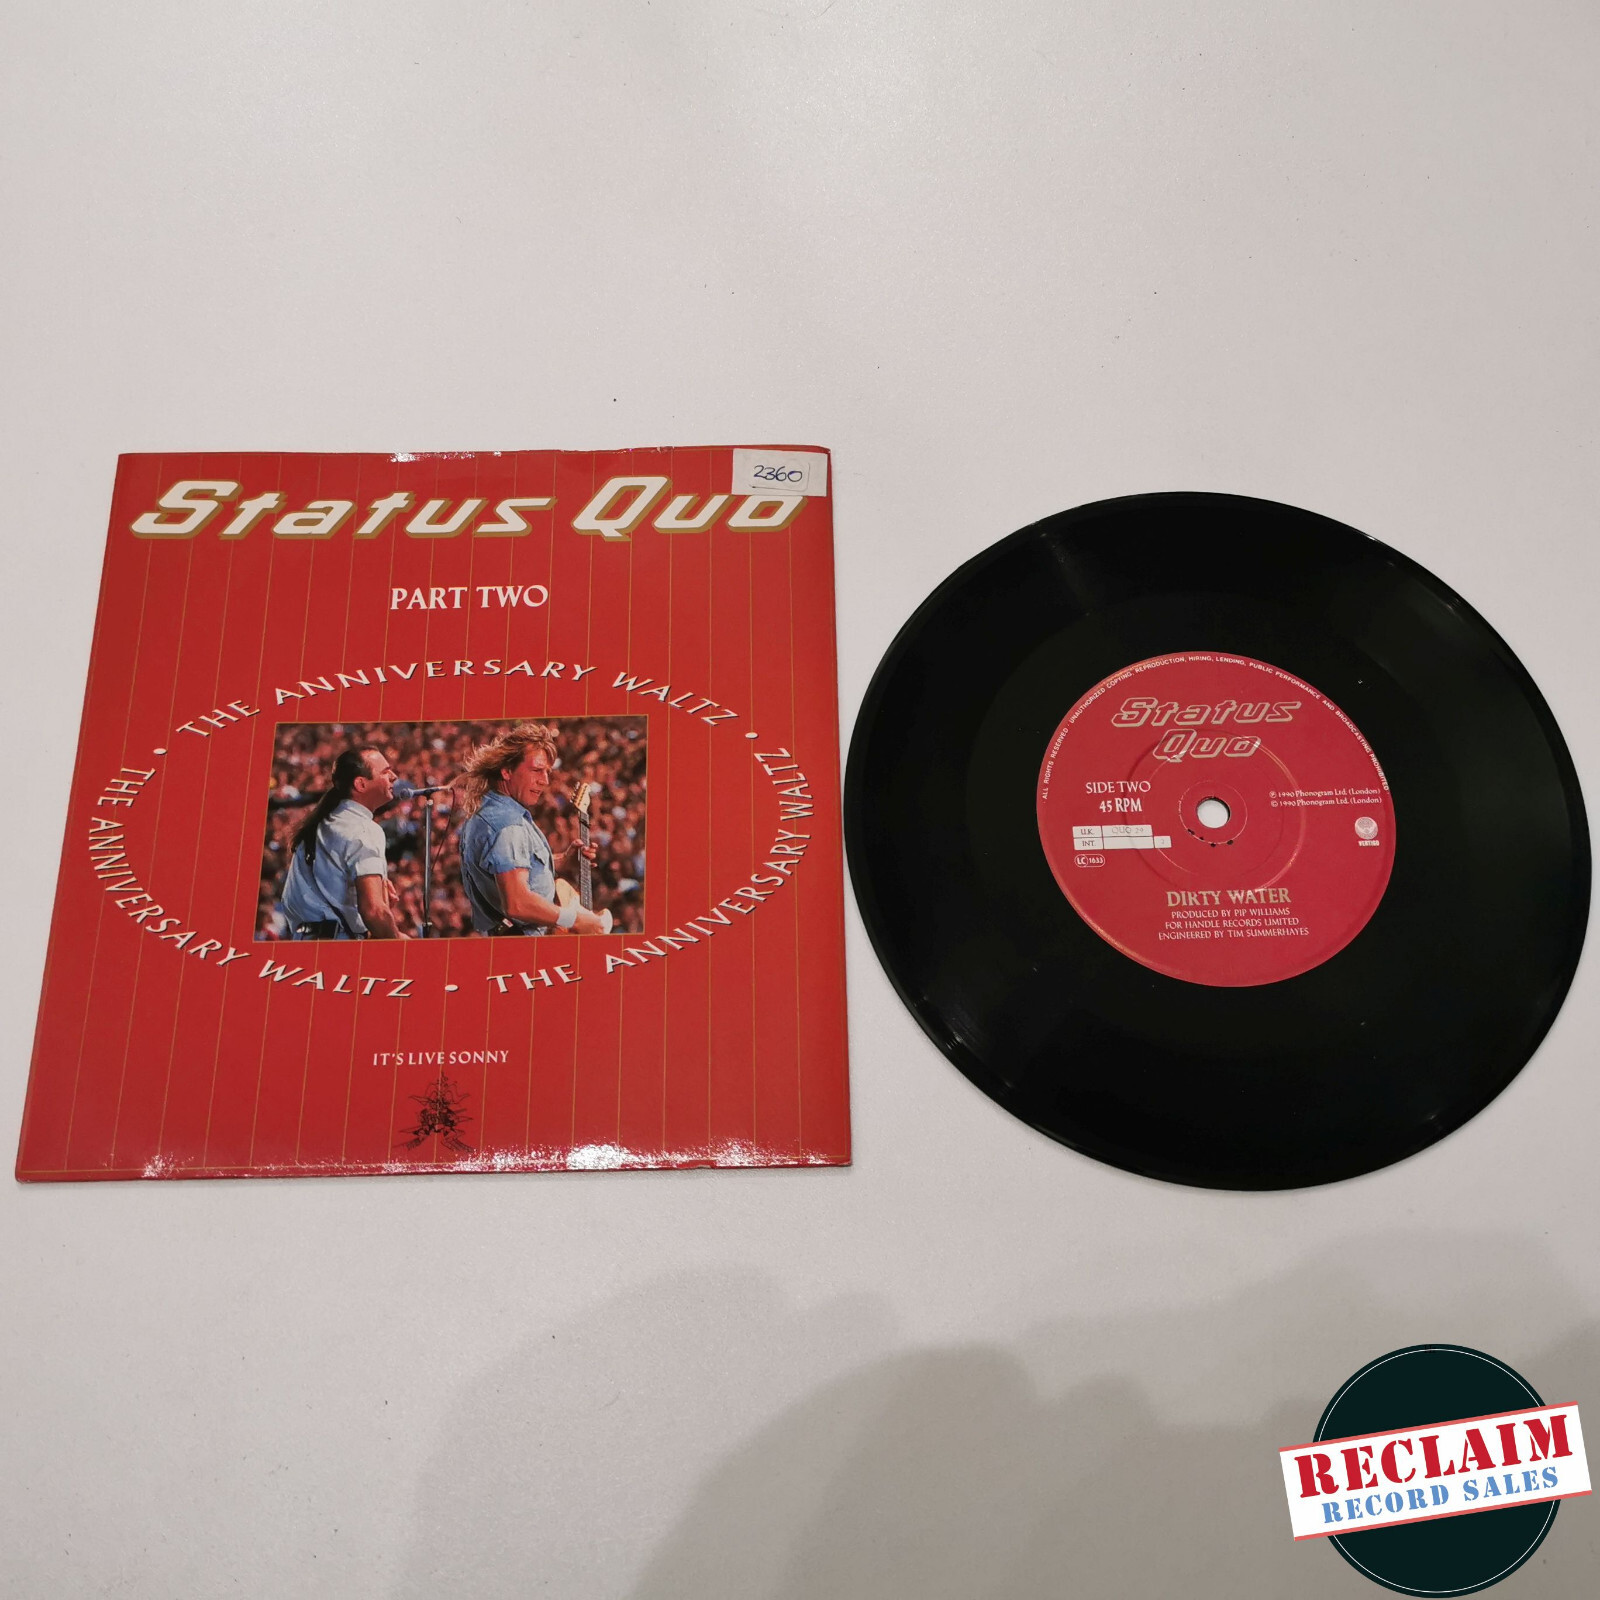 2360
Status Quo
PART TWO
• THE ANNIVERSARY WALTZ • THE ANNIVERSARY WALTZ • THE ANNIVERSARY WALTZ
IT'S LIVE SONNY
ALL RIGHTS RESERVED · UNAUTHORIZED COPYING, REPRODUCTION, HIRING, LENDING, PUBLIC PERFORMANCE AND BROADCASTING PROHIBITED
Status
Quo
SIDE TWO
45 RPM
℗ 1990 Phonogram Ltd. (London)
© 1990 Phonogram Ltd. (London)
U.K. QUO 29
INT.
LC 1633
VERTIGO
DIRTY WATER
PRODUCED BY PIP WILLIAMS
FOR HANDLE RECORDS LIMITED
ENGINEERED BY TIM SUMMERHAYES
RECLAIM
RECORD SALES